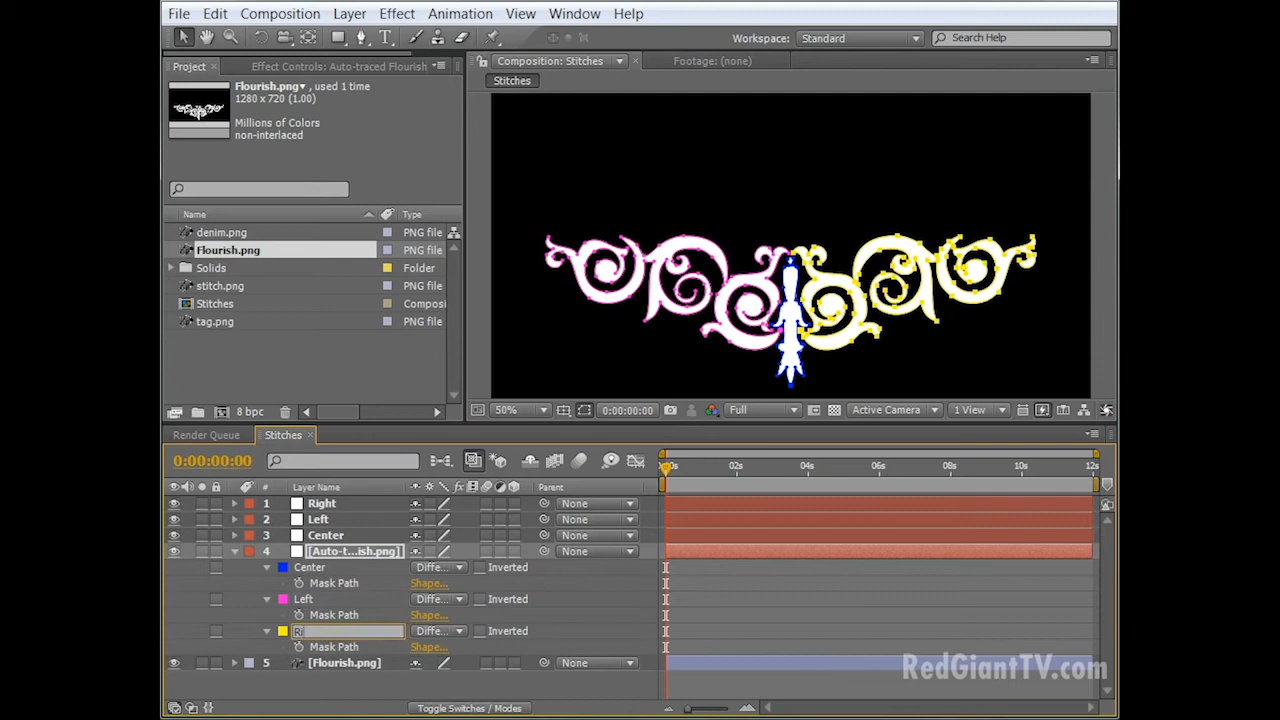 File Edit Composition Layer Effect Animation View Window Help
Workspace: Standard Search Help
Project × Effect Controls: Auto-traced Flourish
Composition: Stitches × Footage: (none)
Stitches
Flourish.png▾ , used 1 time
1280 x 720 (1.00)
Millions of Colors
non-interlaced
Name Type
denim.png PNG file
Flourish.png PNG file
Solids Folder
stitch.png PNG file
Stitches Composi
tag.png PNG file
8 bpc
50% 0:00:00:00 Full Active Camera 1 View
Render Queue Stitches ×
0:00:00:00
02s 04s 06s 08s 10s 12s
# Layer Name fx Parent
1 Right None
2 Left None
3 Center None
4 [Auto-t...ish.png] None
Center Diffe... Inverted
Mask Path Shape...
Left Diffe... Inverted
Mask Path Shape...
Ri Diffe... Inverted
Mask Path Shape...
5 [Flourish.png] None
RedGiantTV.com
Toggle Switches / Modes